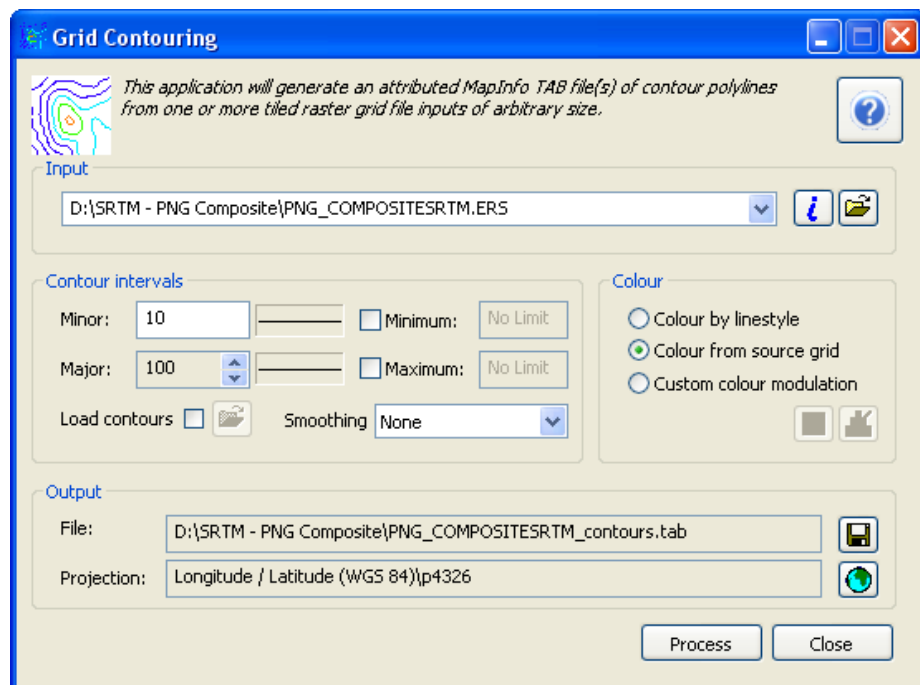 Grid Contouring
This application will generate an attributed MapInfo TAB file(s) of contour polylines
from one or more tiled raster grid file inputs of arbitrary size.
Input
D:\SRTM - PNG Composite\PNG_COMPOSITESRTM.ERS
Contour intervals
Minor: 10 Minimum: No Limit
Major: 100 Maximum: No Limit
Load contours Smoothing None
Colour
Colour by linestyle
Colour from source grid
Custom colour modulation
Output
File: D:\SRTM - PNG Composite\PNG_COMPOSITESRTM_contours.tab
Projection: Longitude / Latitude (WGS 84)\p4326
Process Close